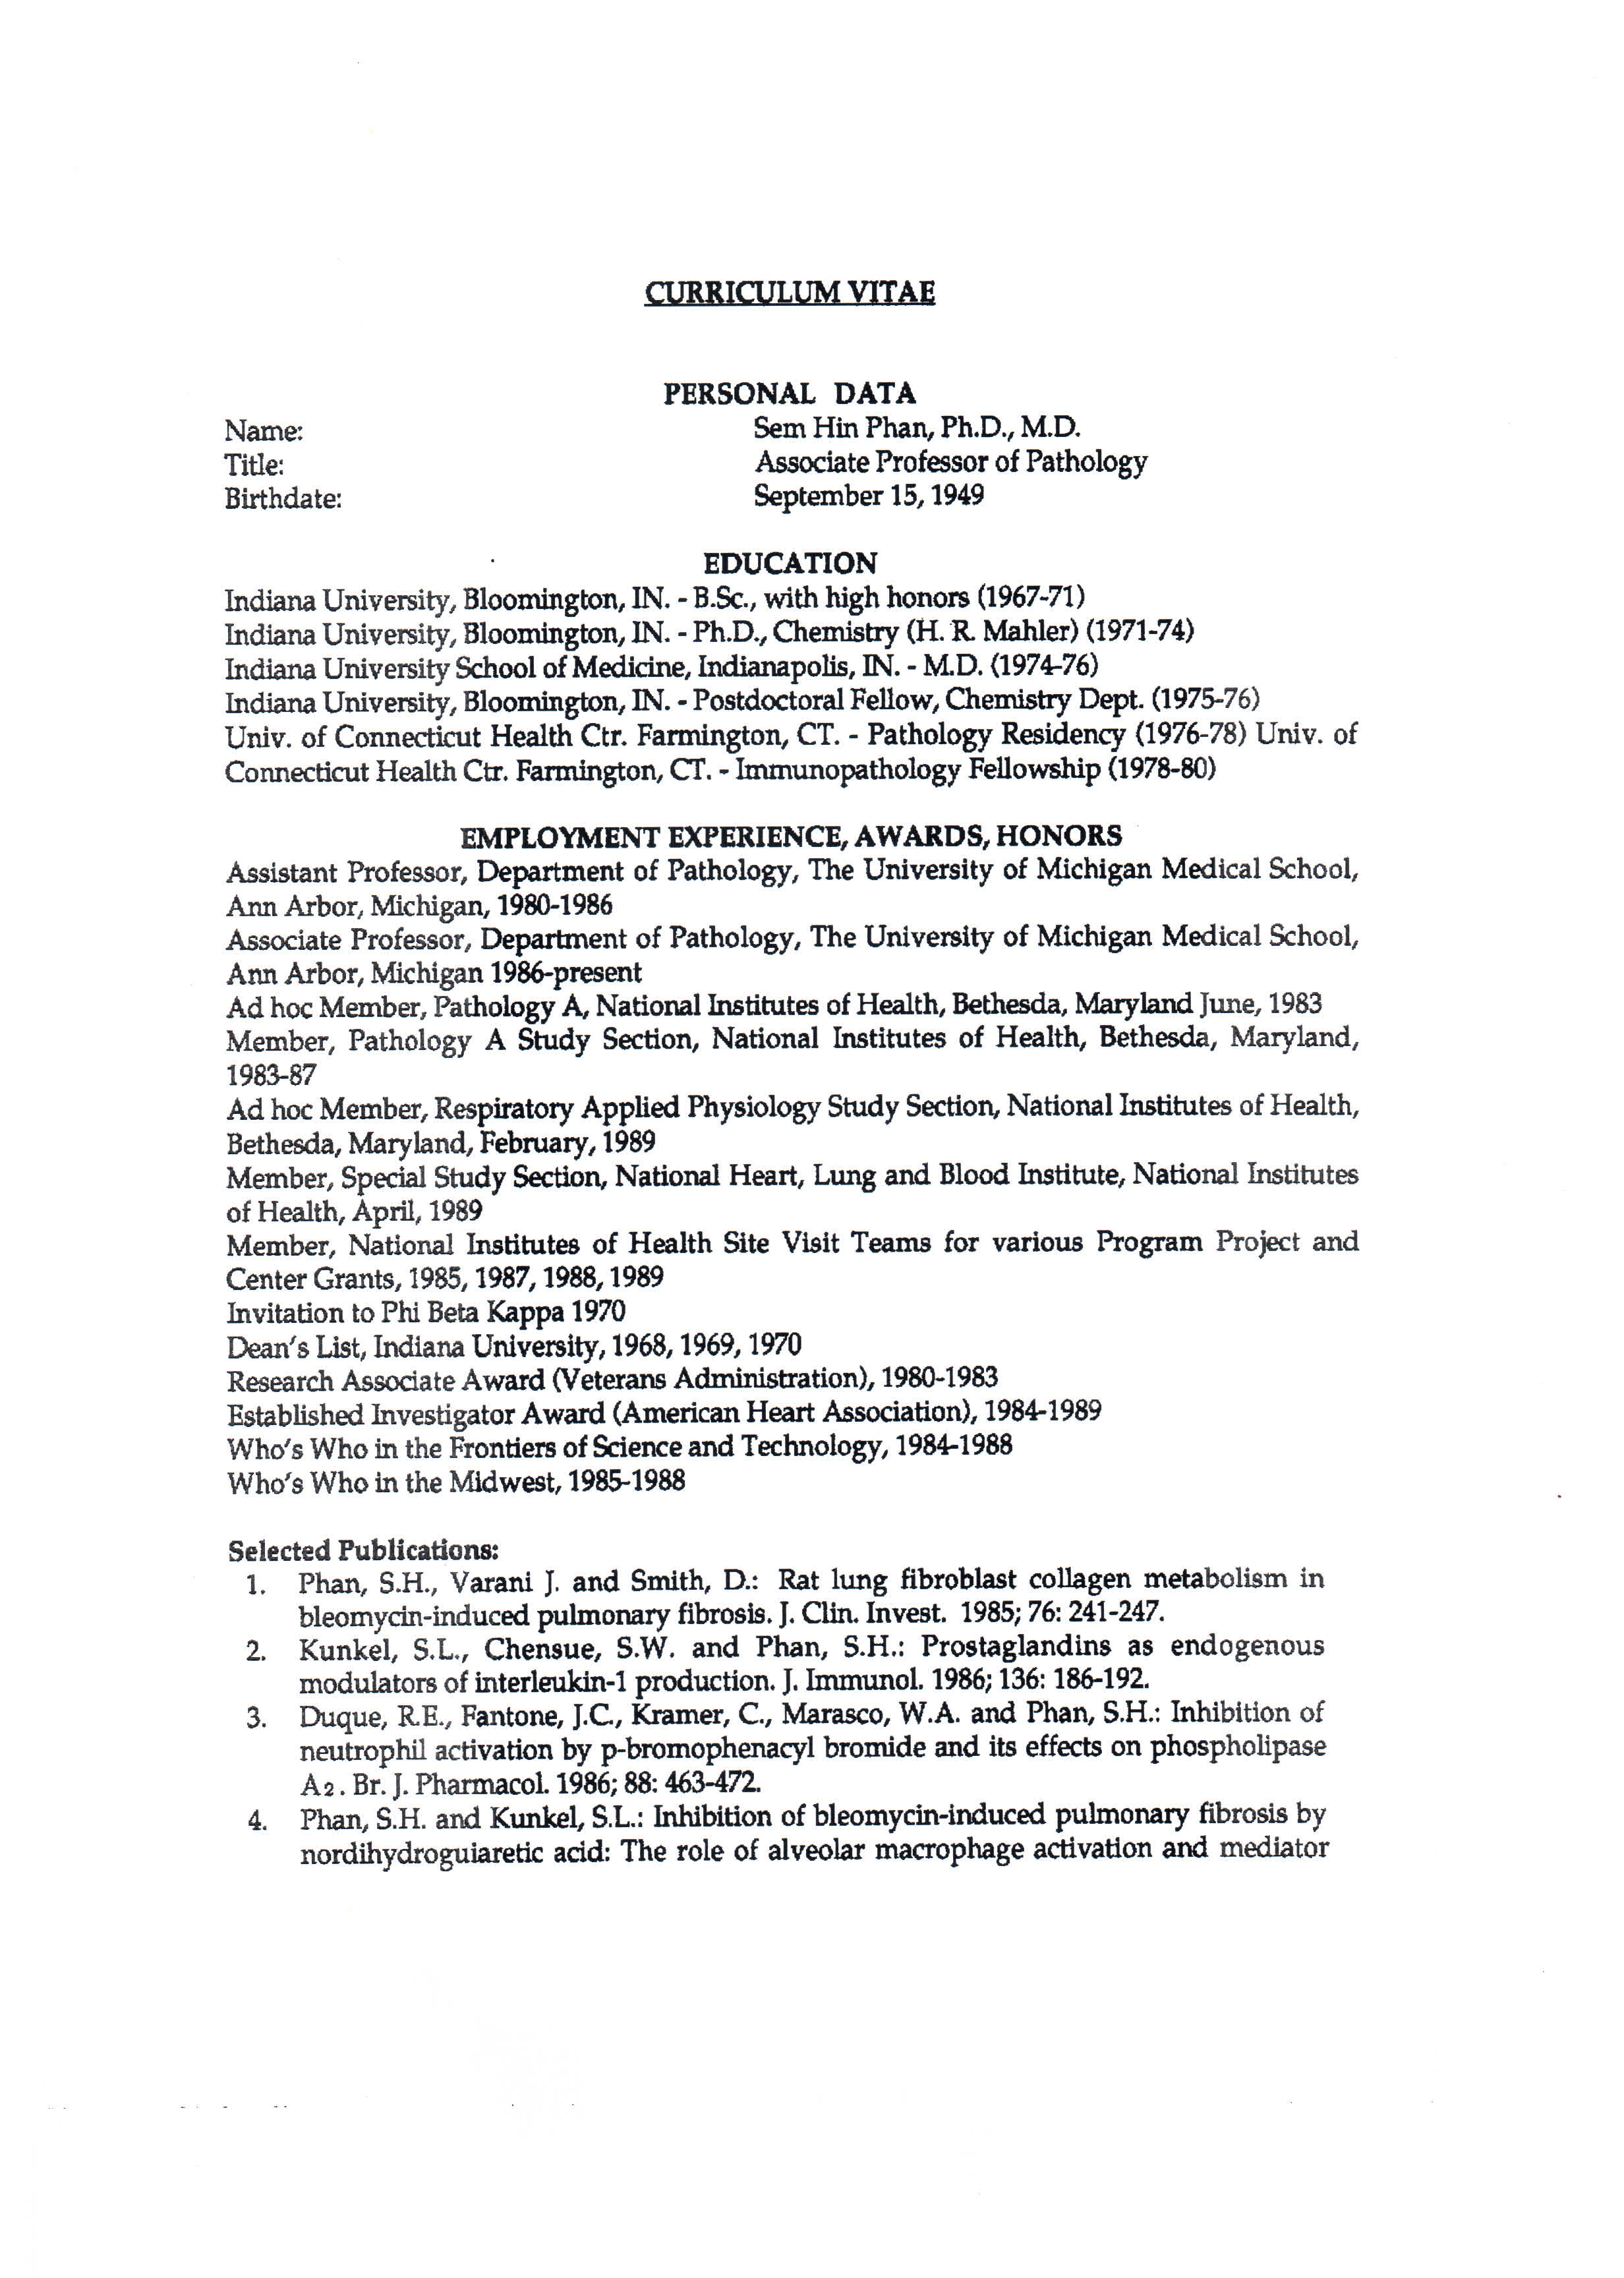 CURRICULUM VITAE
PERSONAL DATA
Name: Sem Hin Phan, Ph.D., M.D.
Title: Associate Professor of Pathology
Birthdate: September 15, 1949
EDUCATION
Indiana University, Bloomington, IN. - B.Sc., with high honors (1967-71)
Indiana University, Bloomington, IN. - Ph.D., Chemistry (H. R. Mahler) (1971-74)
Indiana University School of Medicine, Indianapolis, IN. - M.D. (1974-76)
Indiana University, Bloomington, IN. - Postdoctoral Fellow, Chemistry Dept. (1975-76)
Univ. of Connecticut Health Ctr. Farmington, CT. - Pathology Residency (1976-78) Univ. of
Connecticut Health Ctr. Farmington, CT. - Immunopathology Fellowship (1978-80)
EMPLOYMENT EXPERIENCE, AWARDS, HONORS
Assistant Professor, Department of Pathology, The University of Michigan Medical School,
Ann Arbor, Michigan, 1980-1986
Associate Professor, Department of Pathology, The University of Michigan Medical School,
Ann Arbor, Michigan 1986-present
Ad hoc Member, Pathology A, National Institutes of Health, Bethesda, Maryland June, 1983
Member, Pathology A Study Section, National Institutes of Health, Bethesda, Maryland,
1983-87
Ad hoc Member, Respiratory Applied Physiology Study Section, National Institutes of Health,
Bethesda, Maryland, February, 1989
Member, Special Study Section, National Heart, Lung and Blood Institute, National Institutes
of Health, April, 1989
Member, National Institutes of Health Site Visit Teams for various Program Project and
Center Grants, 1985, 1987, 1988, 1989
Invitation to Phi Beta Kappa 1970
Dean's List, Indiana University, 1968, 1969, 1970
Research Associate Award (Veterans Administration), 1980-1983
Established Investigator Award (American Heart Association), 1984-1989
Who's Who in the Frontiers of Science and Technology, 1984-1988
Who's Who in the Midwest, 1985-1988
Selected Publications:
1. Phan, S.H., Varani J. and Smith, D.: Rat lung fibroblast collagen metabolism in
bleomycin-induced pulmonary fibrosis. J. Clin. Invest. 1985; 76: 241-247.
2. Kunkel, S.L., Chensue, S.W. and Phan, S.H.: Prostaglandins as endogenous
modulators of interleukin-1 production. J. Immunol. 1986; 136: 186-192.
3. Duque, R.E., Fantone, J.C., Kramer, C., Marasco, W.A. and Phan, S.H.: Inhibition of
neutrophil activation by p-bromophenacyl bromide and its effects on phospholipase
A2. Br. J. Pharmacol. 1986; 88: 463-472.
4. Phan, S.H. and Kunkel, S.L.: Inhibition of bleomycin-induced pulmonary fibrosis by
nordihydroguiaretic acid: The role of alveolar macrophage activation and mediator